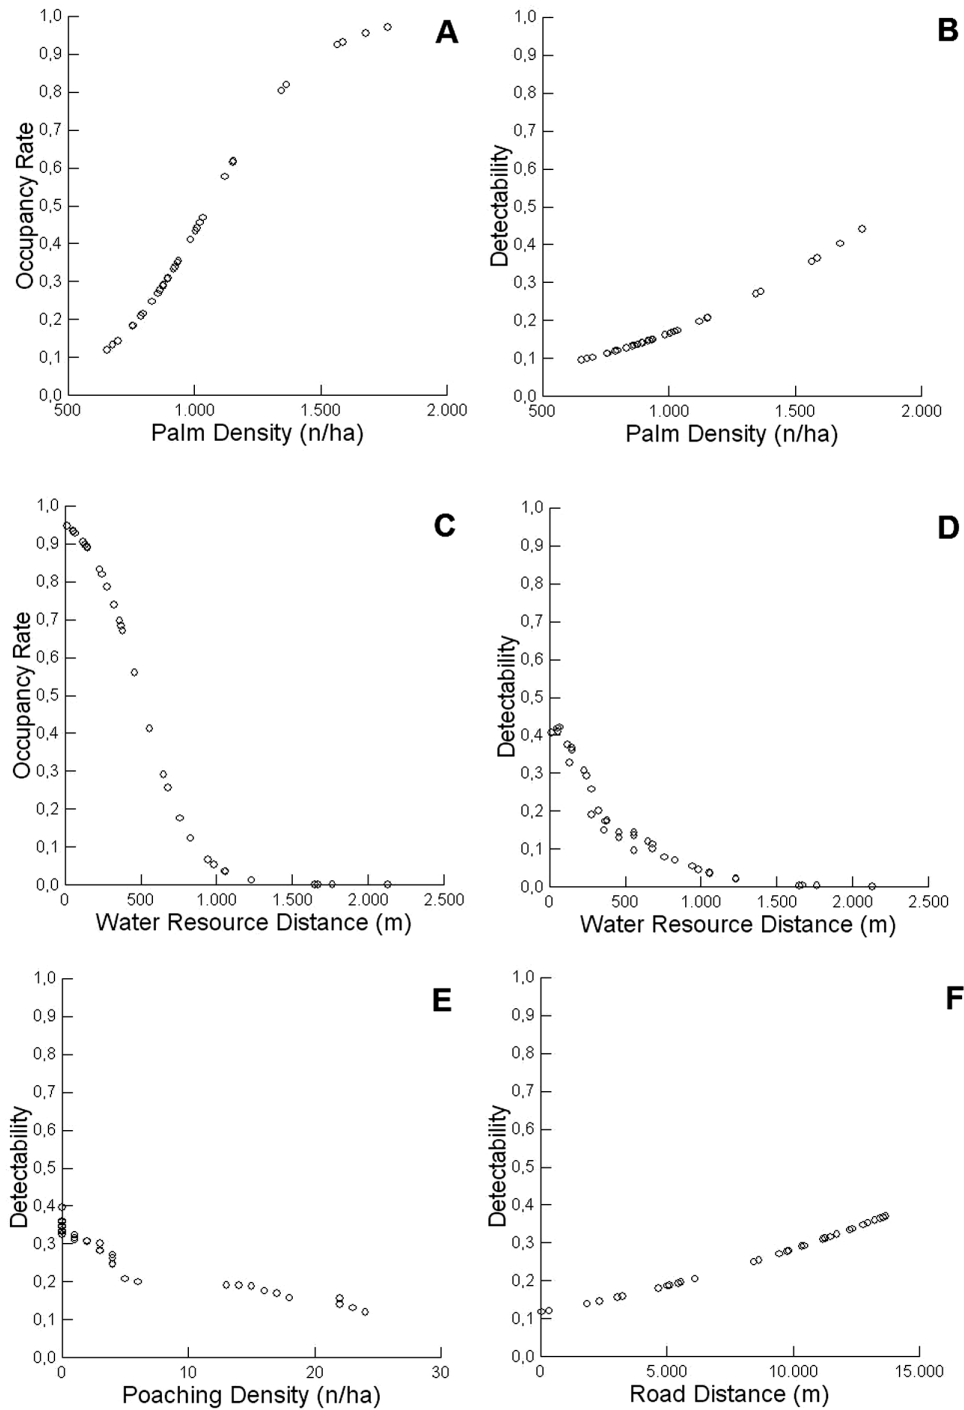 A
Occupancy Rate
1,0
0,9
0,8
0,7
0,6
0,5
0,4
0,3
0,2
0,1
0,0
500 1.000 1.500 2.000
Palm Density (n/ha)
B
Detectability
1,0
0,9
0,8
0,7
0,6
0,5
0,4
0,3
0,2
0,1
0,0
500 1.000 1.500 2.000
Palm Density (n/ha)
C
Occupancy Rate
1,0
0,9
0,8
0,7
0,6
0,5
0,4
0,3
0,2
0,1
0,0
0 500 1.000 1.500 2.000 2.500
Water Resource Distance (m)
D
Detectability
1,0
0,9
0,8
0,7
0,6
0,5
0,4
0,3
0,2
0,1
0,0
0 500 1.000 1.500 2.000 2.500
Water Resource Distance (m)
E
Detectability
1,0
0,9
0,8
0,7
0,6
0,5
0,4
0,3
0,2
0,1
0,0
0 10 20 30
Poaching Density (n/ha)
F
Detectability
1,0
0,9
0,8
0,7
0,6
0,5
0,4
0,3
0,2
0,1
0,0
0 5.000 10.000 15.000
Road Distance (m)